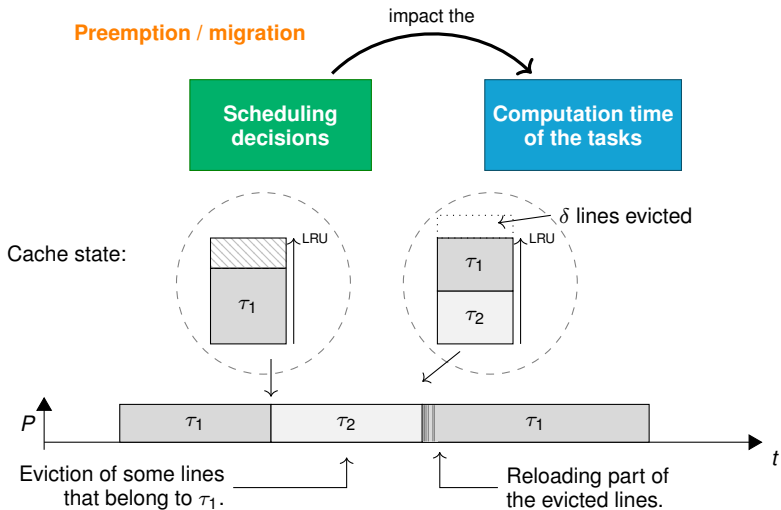 impact the
Preemption / migration
Scheduling
decisions
Computation time
of the tasks
δ lines evicted
LRU
LRU
Cache state:
τ1
τ1
τ2
P
τ1
τ2
τ1
t
Eviction of some lines
that belong to τ1.
Reloading part of
the evicted lines.